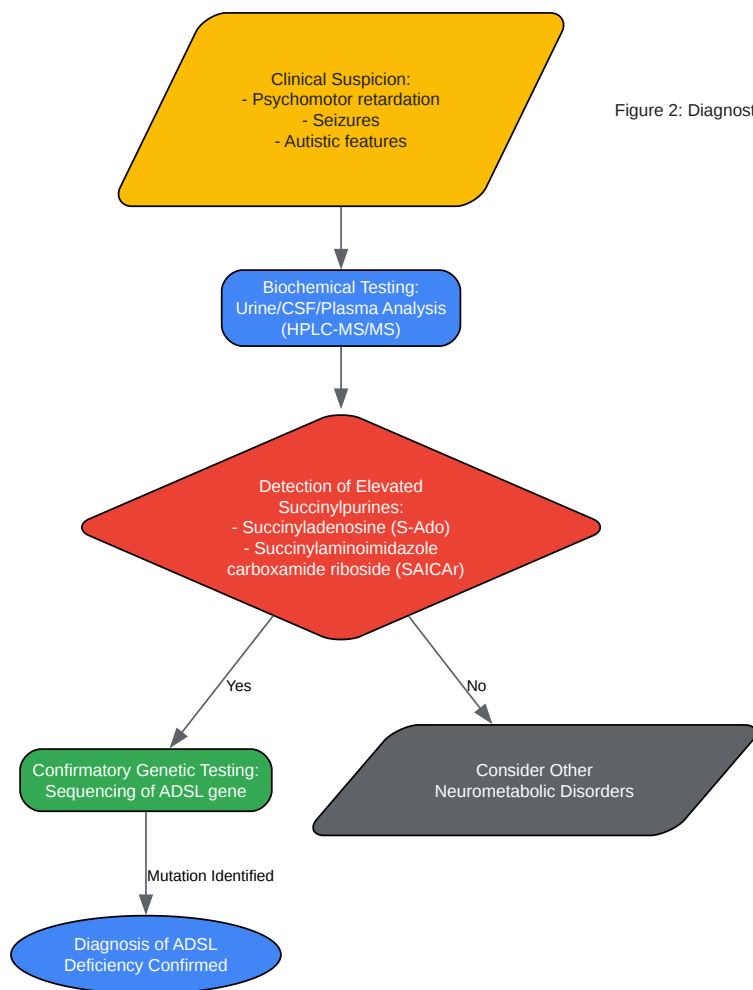 Clinical Suspicion:
- Psychomotor retardation
- Seizures
- Autistic features
Figure 2: Diagnost
Biochemical Testing:
Urine/CSF/Plasma Analysis
(HPLC-MS/MS)
Detection of Elevated
Succinylpurines:
- Succinyladenosine (S-Ado)
- Succinylaminoimidazole
carboxamide riboside (SAICAr)
Yes
No
Confirmatory Genetic Testing:
Sequencing of ADSL gene
Consider Other
Neurometabolic Disorders
Mutation Identified
Diagnosis of ADSL
Deficiency Confirmed